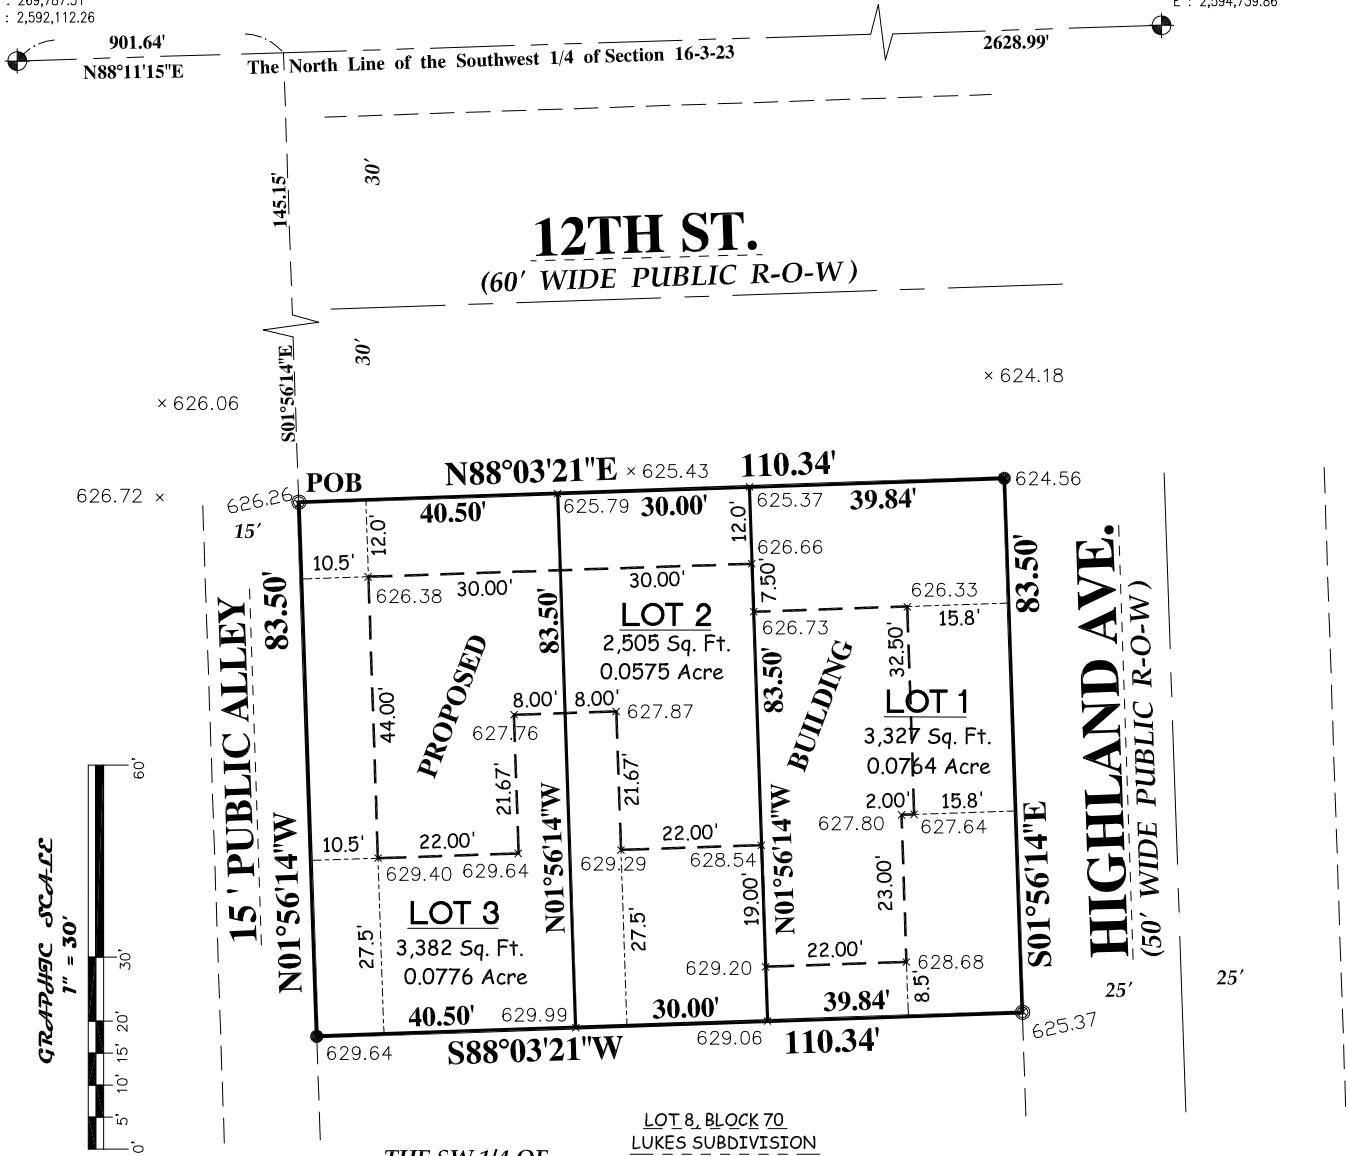 : 2,592,112.26
901.64'
N88°11'15"E
The North Line of the Southwest 1/4 of Section 16-3-23
2628.99'
145.15'
30'
12TH ST.
(60' WIDE PUBLIC R-O-W)
30'
S01°56'14"E
× 624.18
× 626.06
626.72 ×
626.26
POB
N88°03'21"E
× 625.43
110.34'
624.56
15'
40.50'
625.79
30.00'
625.37
39.84'
12.0'
12.0'
10.5'
626.38
30.00'
30.00'
626.66
7.50'
626.73
626.33
15.8'
83.50'
83.50'
83.50'
83.50'
LOT 2
2,505 Sq. Ft.
0.0575 Acre
PROPOSED
BUILDING
32.50'
LOT 1
3,327 Sq. Ft.
0.0764 Acre
44.00'
8.00'
8.00'
627.87
627.76
21.67'
21.67'
2.00'
15.8'
627.80
627.64
10.5'
22.00'
629.40
629.64
629.29
22.00'
628.54
19.00'
23.00'
N01°56'14"W
N01°56'14"W
N01°56'14"W
S01°56'14"E
LOT 3
3,382 Sq. Ft.
0.0776 Acre
27.5'
27.5'
22.00'
629.20
628.68
8.5'
40.50'
629.99
30.00'
39.84'
629.64
S88°03'21"W
629.06
110.34'
625.37
15 ' PUBLIC ALLEY
HIGHLAND AVE.
(50' WIDE PUBLIC R-O-W)
25'
25'
GRAPHIC SCALE
1" = 30'
60'
30'
20'
15'
10'
5'
0'
LOT 8, BLOCK 70
LUKES SUBDIVISION
THE SW 1/4 OF